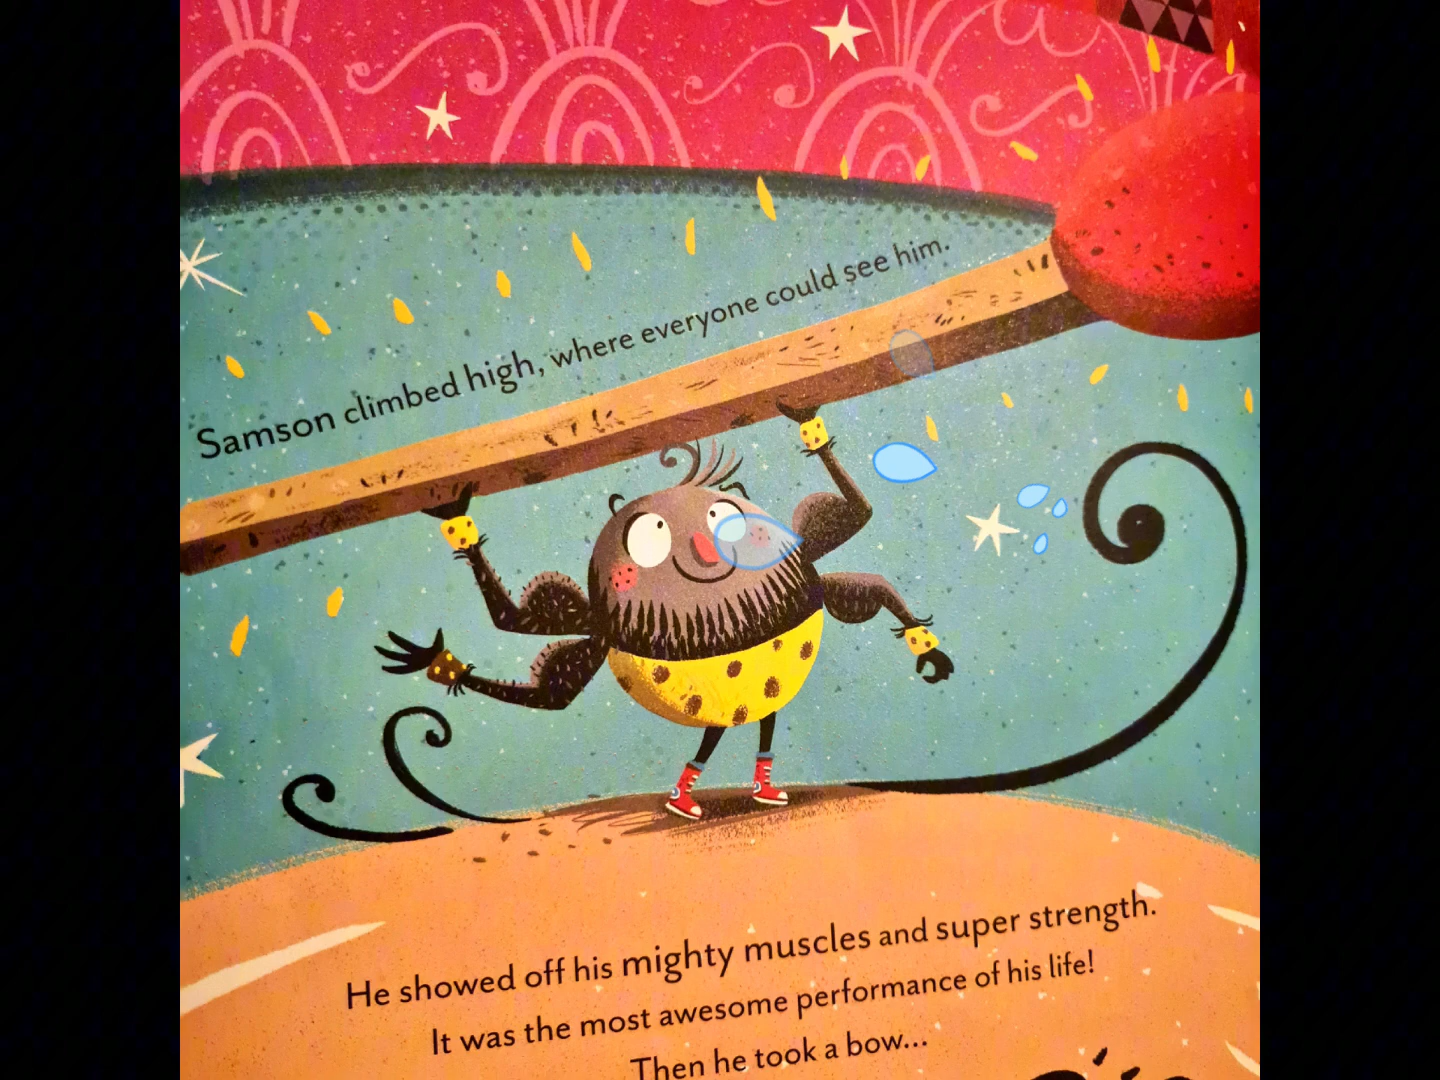 Samson climbed high, where everyone could see him.
He showed off his mighty muscles and super strength.
It was the most awesome performance of his life!
Then he took a bow...